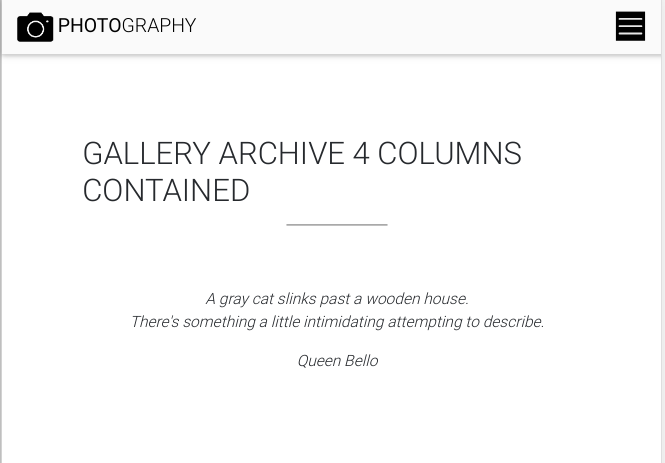 PHOTOGRAPHY
GALLERY ARCHIVE 4 COLUMNS
CONTAINED
A gray cat slinks past a wooden house.
There's something a little intimidating attempting to describe.
Queen Bello